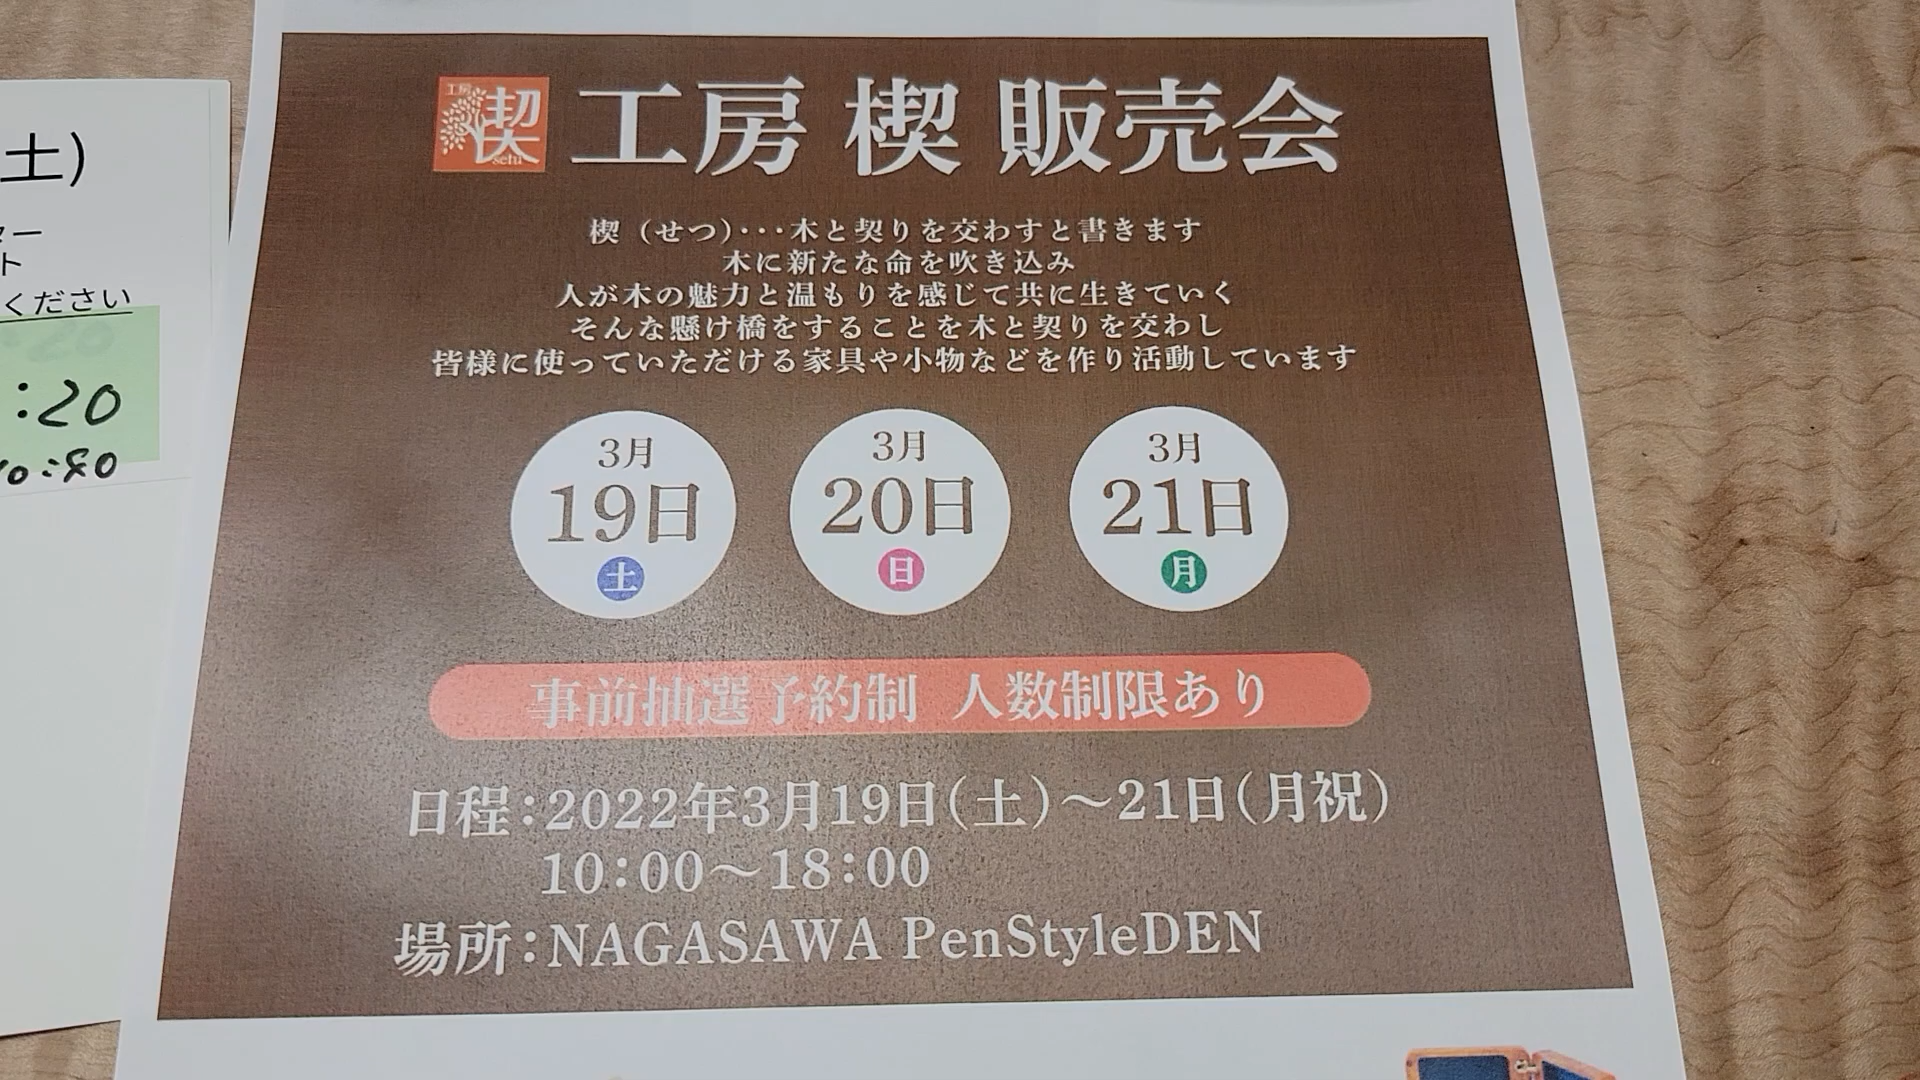 工房 楔 販売会
工房
楔
setu
楔（せつ）･･･木と契りを交わすと書きます
木に新たな命を吹き込み
人が木の魅力と温もりを感じて共に生きていく
そんな懸け橋をすることを木と契りを交わし
皆様に使っていただける家具や小物などを作り活動しています
3月
19日
土
3月
20日
日
3月
21日
月
事前抽選予約制 人数制限あり
日程：2022年3月19日（土）～21日（月祝）
10：00～18：00
場所：NAGASAWA PenStyleDEN
土)
ー
ト
ください
:20
0:40